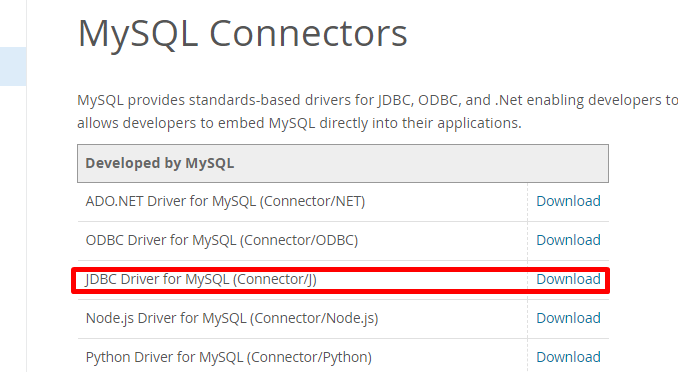 MySQL Connectors
MySQL provides standards-based drivers for JDBC, ODBC, and .Net enabling developers to
allows developers to embed MySQL directly into their applications.
Developed by MySQL
ADO.NET Driver for MySQL (Connector/NET) Download
ODBC Driver for MySQL (Connector/ODBC) Download
JDBC Driver for MySQL (Connector/J) Download
Node.js Driver for MySQL (Connector/Node.js) Download
Python Driver for MySQL (Connector/Python) Download